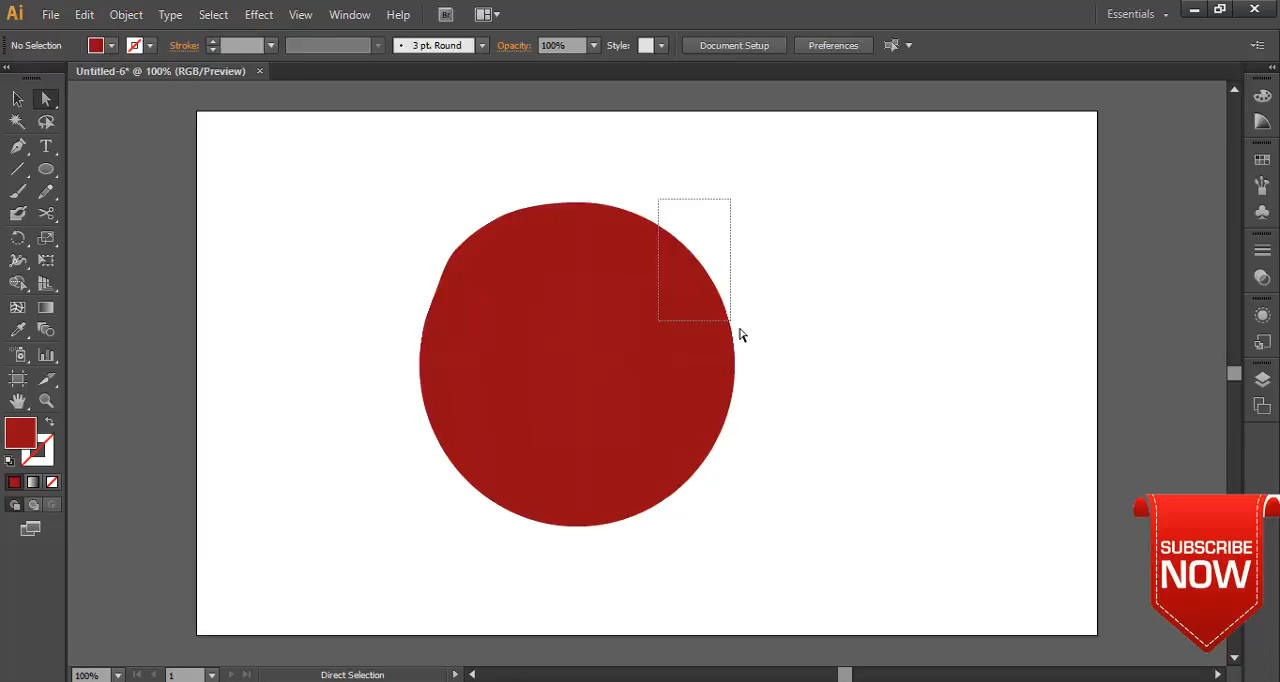 Ai File Edit Object Type Select Effect View Window Help Br Essentials
No Selection Stroke: 3 pt. Round Opacity: 100% Style: Document Setup Preferences
Untitled-6* @ 100% (RGB/Preview) ×
T
SUBSCRIBE
NOW
100% 1 Direct Selection